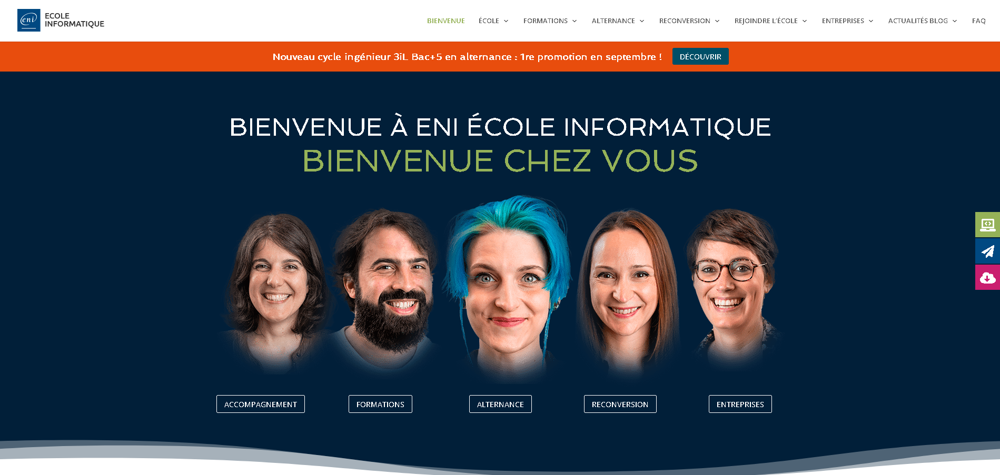 eni
ECOLE
INFORMATIQUE
BIENVENUE
ÉCOLE
FORMATIONS
ALTERNANCE
RECONVERSION
REJOINDRE L'ÉCOLE
ENTREPRISES
ACTUALITÉS BLOG
FAQ
Nouveau cycle ingénieur 3iL Bac+5 en alternance : 1re promotion en septembre !
DÉCOUVRIR
BIENVENUE À ENI ÉCOLE INFORMATIQUE
BIENVENUE CHEZ VOUS
ACCOMPAGNEMENT
FORMATIONS
ALTERNANCE
RECONVERSION
ENTREPRISES